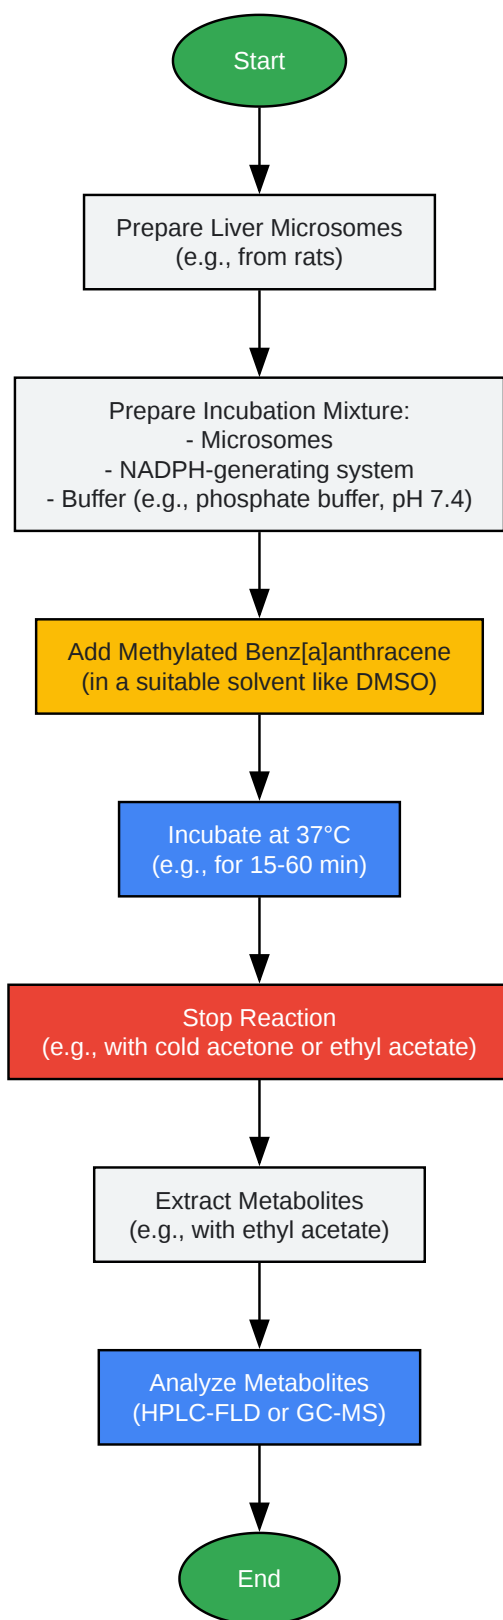 Start
Prepare Liver Microsomes
(e.g., from rats)
Prepare Incubation Mixture:
- Microsomes
- NADPH-generating system
- Buffer (e.g., phosphate buffer, pH 7.4)
Add Methylated Benz[a]anthracene
(in a suitable solvent like DMSO)
Incubate at 37°C
(e.g., for 15-60 min)
Stop Reaction
(e.g., with cold acetone or ethyl acetate)
Extract Metabolites
(e.g., with ethyl acetate)
Analyze Metabolites
(HPLC-FLD or GC-MS)
End